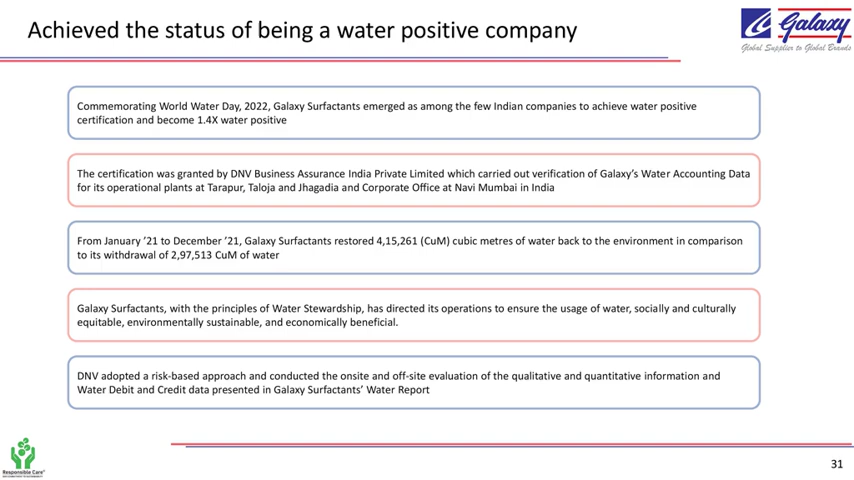 Achieved the status of being a water positive company
Galaxy
Global Supplier to Global Brands
Commemorating World Water Day, 2022, Galaxy Surfactants emerged as among the few Indian companies to achieve water positive
certification and become 1.4X water positive
The certification was granted by DNV Business Assurance India Private Limited which carried out verification of Galaxy’s Water Accounting Data
for its operational plants at Tarapur, Taloja and Jhagadia and Corporate Office at Navi Mumbai in India
From January ’21 to December ’21, Galaxy Surfactants restored 4,15,261 (CuM) cubic metres of water back to the environment in comparison
to its withdrawal of 2,97,513 CuM of water
Galaxy Surfactants, with the principles of Water Stewardship, has directed its operations to ensure the usage of water, socially and culturally
equitable, environmentally sustainable, and economically beneficial.
DNV adopted a risk-based approach and conducted the onsite and off-site evaluation of the qualitative and quantitative information and
Water Debit and Credit data presented in Galaxy Surfactants’ Water Report
Responsible Care®
31